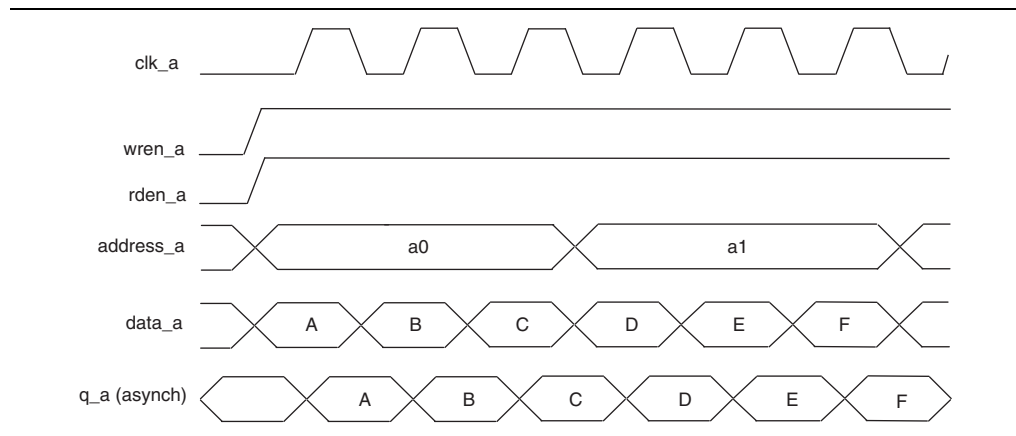 clk_a
wren_a
rden_a
address_a a0 a1
data_a A B C D E F
q_a (asynch) A B C D E F